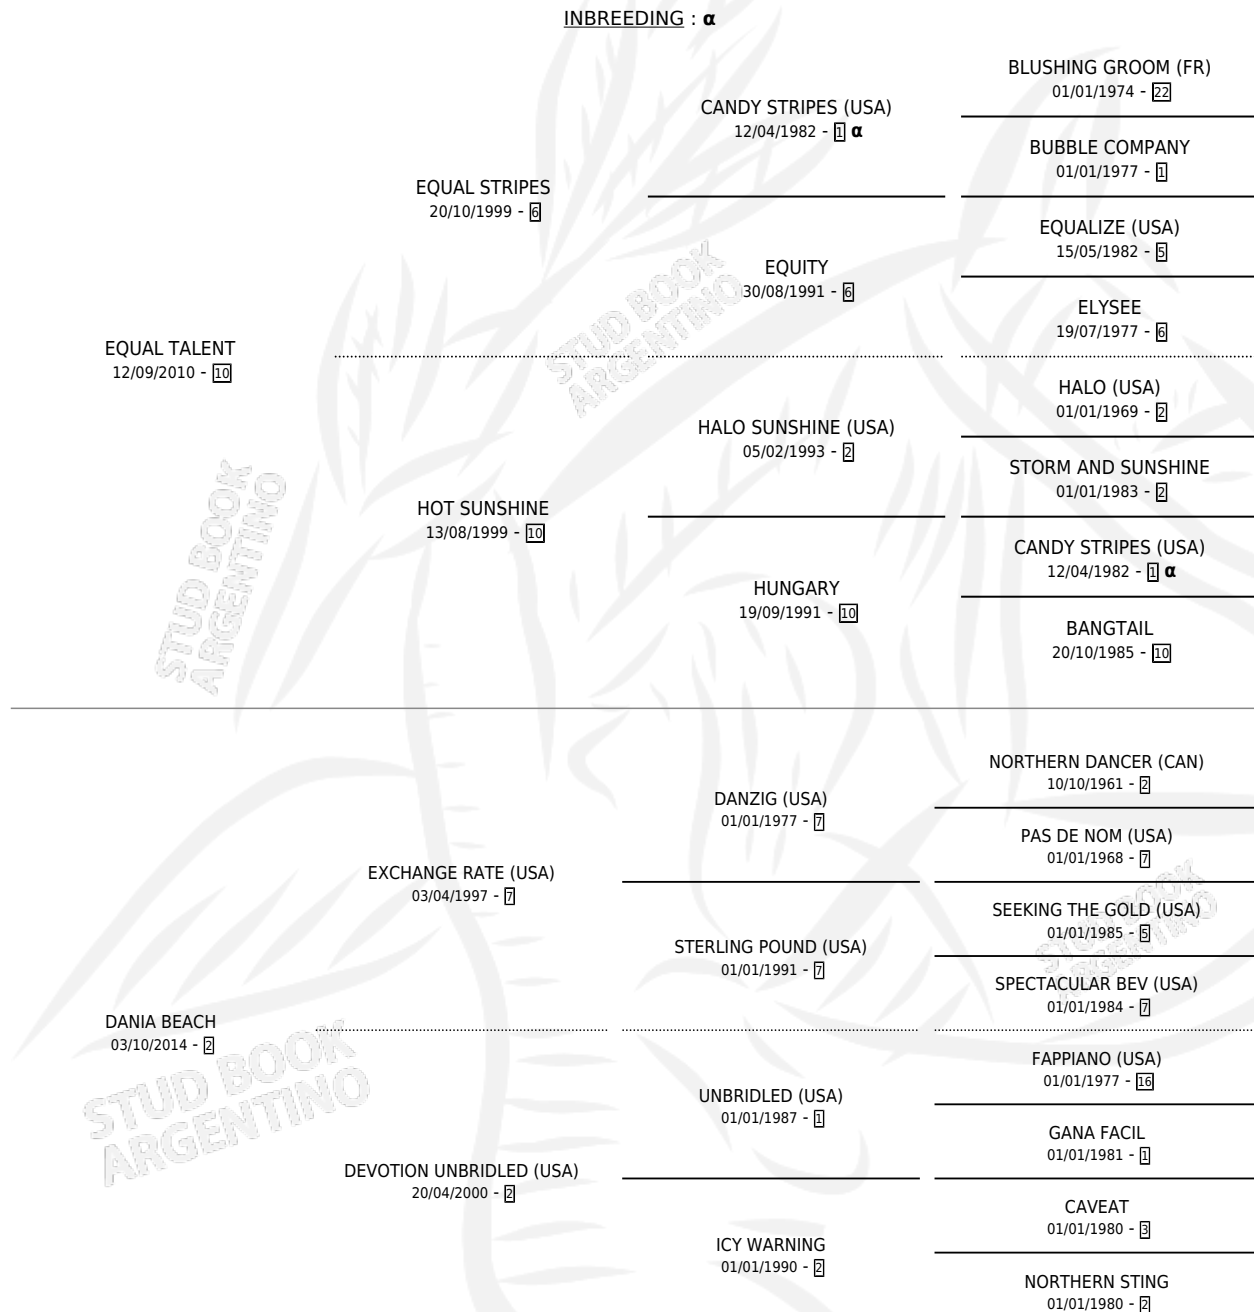 INBREEDING : α
BLUSHING GROOM (FR)
01/01/1974 - 22
CANDY STRIPES (USA)
12/04/1982 - 1 α
BUBBLE COMPANY
01/01/1977 - 1
EQUAL STRIPES
20/10/1999 - 6
EQUALIZE (USA)
15/05/1982 - 5
EQUITY
30/08/1991 - 6
ELYSEE
19/07/1977 - 6
EQUAL TALENT
12/09/2010 - 10
HALO (USA)
01/01/1969 - 2
HALO SUNSHINE (USA)
05/02/1993 - 2
STORM AND SUNSHINE
01/01/1983 - 2
HOT SUNSHINE
13/08/1999 - 10
CANDY STRIPES (USA)
12/04/1982 - 1 α
HUNGARY
19/09/1991 - 10
BANGTAIL
20/10/1985 - 10
NORTHERN DANCER (CAN)
10/10/1961 - 2
DANZIG (USA)
01/01/1977 - 7
PAS DE NOM (USA)
01/01/1968 - 7
EXCHANGE RATE (USA)
03/04/1997 - 7
SEEKING THE GOLD (USA)
01/01/1985 - 5
STERLING POUND (USA)
01/01/1991 - 7
SPECTACULAR BEV (USA)
01/01/1984 - 7
DANIA BEACH
03/10/2014 - 2
FAPPIANO (USA)
01/01/1977 - 16
UNBRIDLED (USA)
01/01/1987 - 1
GANA FACIL
01/01/1981 - 1
DEVOTION UNBRIDLED (USA)
20/04/2000 - 2
CAVEAT
01/01/1980 - 3
ICY WARNING
01/01/1990 - 2
NORTHERN STING
01/01/1980 - 2
STUD BOOK
ARGENTINO
STUD BOOK
ARGENTINO
STUD BOOK
ARGENTINO
STUD BOOK
ARGENTINO